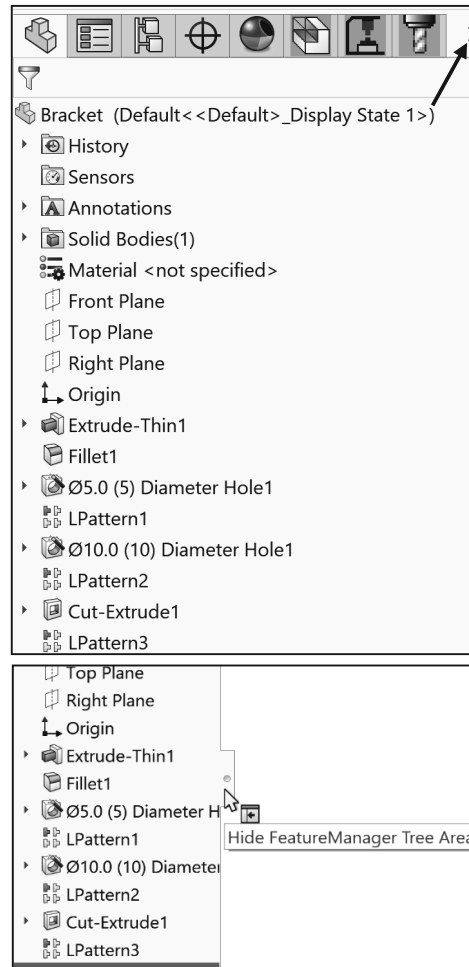 Bracket (Default<<Default>_Display State 1>)
History
Sensors
Annotations
Solid Bodies(1)
Material <not specified>
Front Plane
Top Plane
Right Plane
Origin
Extrude-Thin1
Fillet1
Ø5.0 (5) Diameter Hole1
LPattern1
Ø10.0 (10) Diameter Hole1
LPattern2
Cut-Extrude1
LPattern3
Top Plane
Right Plane
Origin
Extrude-Thin1
Fillet1
Ø5.0 (5) Diameter H
LPattern1
Hide FeatureManager Tree Area
Ø10.0 (10) Diameter
LPattern2
Cut-Extrude1
LPattern3